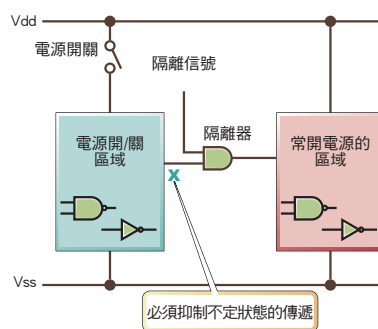 Vdd
電源開關
隔離信號
隔離器
電源開/關
區域
常開電源的
區域
X
Vss
必須抑制不定狀態的傳遞